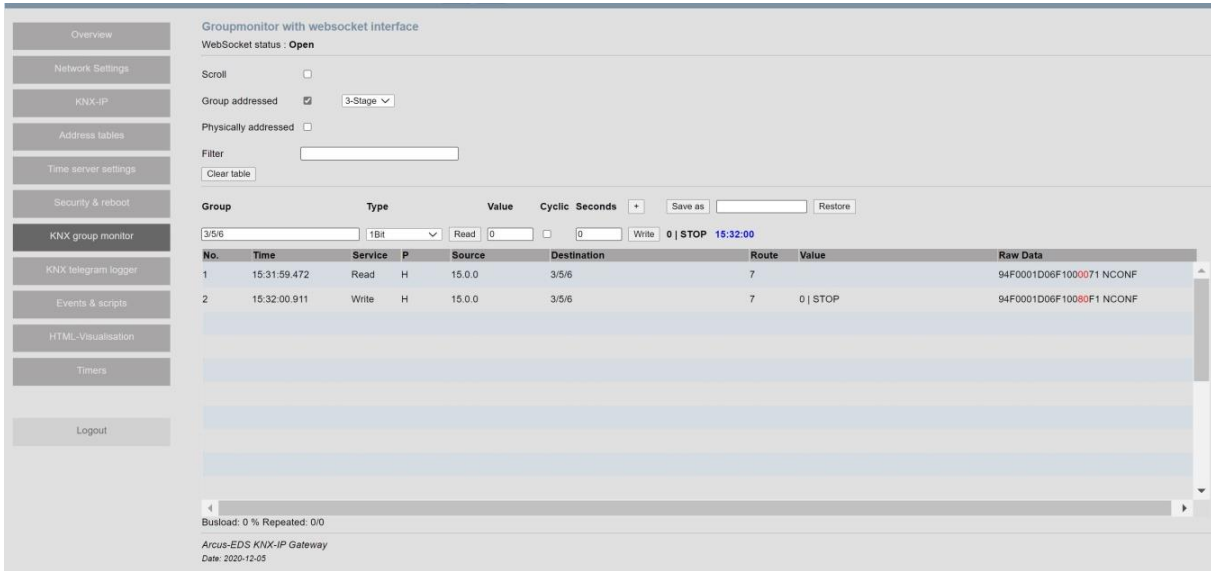 Overview
Network Settings
KNX-IP
Address tables
Time server settings
Security & reboot
KNX group monitor
KNX telegram logger
Events & scripts
HTML-Visualisation
Timers
Logout
Groupmonitor with websocket interface
WebSocket status : Open
Scroll
Group addressed 3-Stage
Physically addressed
Filter
Clear table
Group Type Value Cyclic Seconds + Save as Restore
3/5/6 1Bit Read 0 0 Write 0 | STOP 15:32:00
No. Time Service P Source Destination Route Value Raw Data
1 15:31:59.472 Read H 15.0.0 3/5/6 7 94F0001D06F1000071 NCONF
2 15:32:00.911 Write H 15.0.0 3/5/6 7 0 | STOP 94F0001D06F10080F1 NCONF
Busload: 0 % Repeated: 0/0
Arcus-EDS KNX-IP Gateway
Date: 2020-12-05